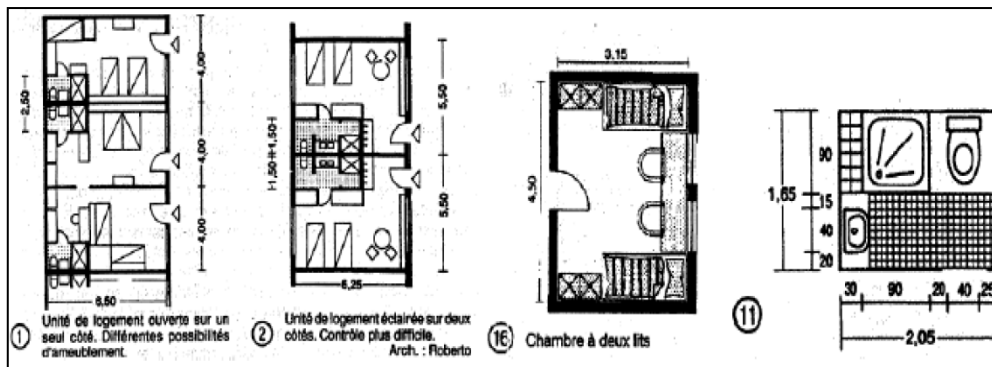 2,50
4,00
4,00
4,00
6,50
1 Unité de logement ouverte sur un
seul côté. Différentes possibilités
d'ameublement.
1,50
1,50
5,50
5,50
6,25
2 Unité de logement éclairée sur deux
côtés. Contrôle plus difficile.
Arch. : Roberto
3,15
4,50
16 Chambre à deux lits
1,65
90
15
40
20
30 90 20 40 25
2,05
11